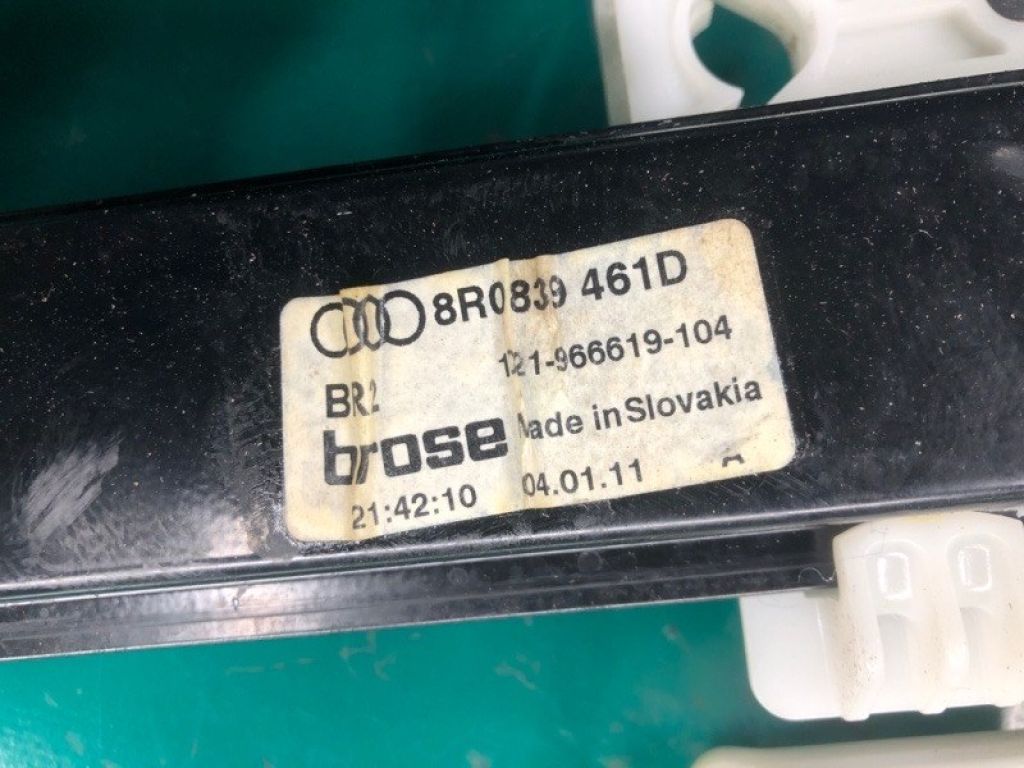 8R0839 461D
121-966619-104
BR2
brose Made in Slovakia
21:42:10 04.01.11 A